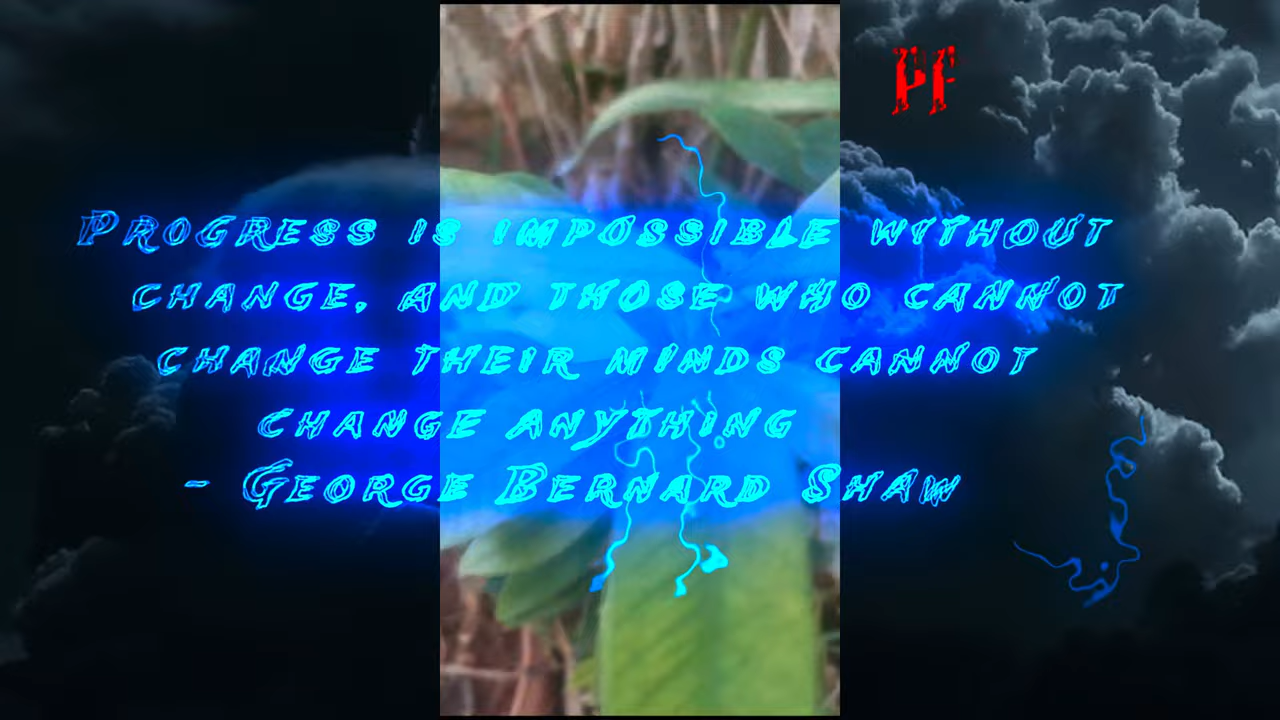 PF
Progress is impossible without
change, and those who cannot
change their minds cannot
change anything
- George Bernard Shaw